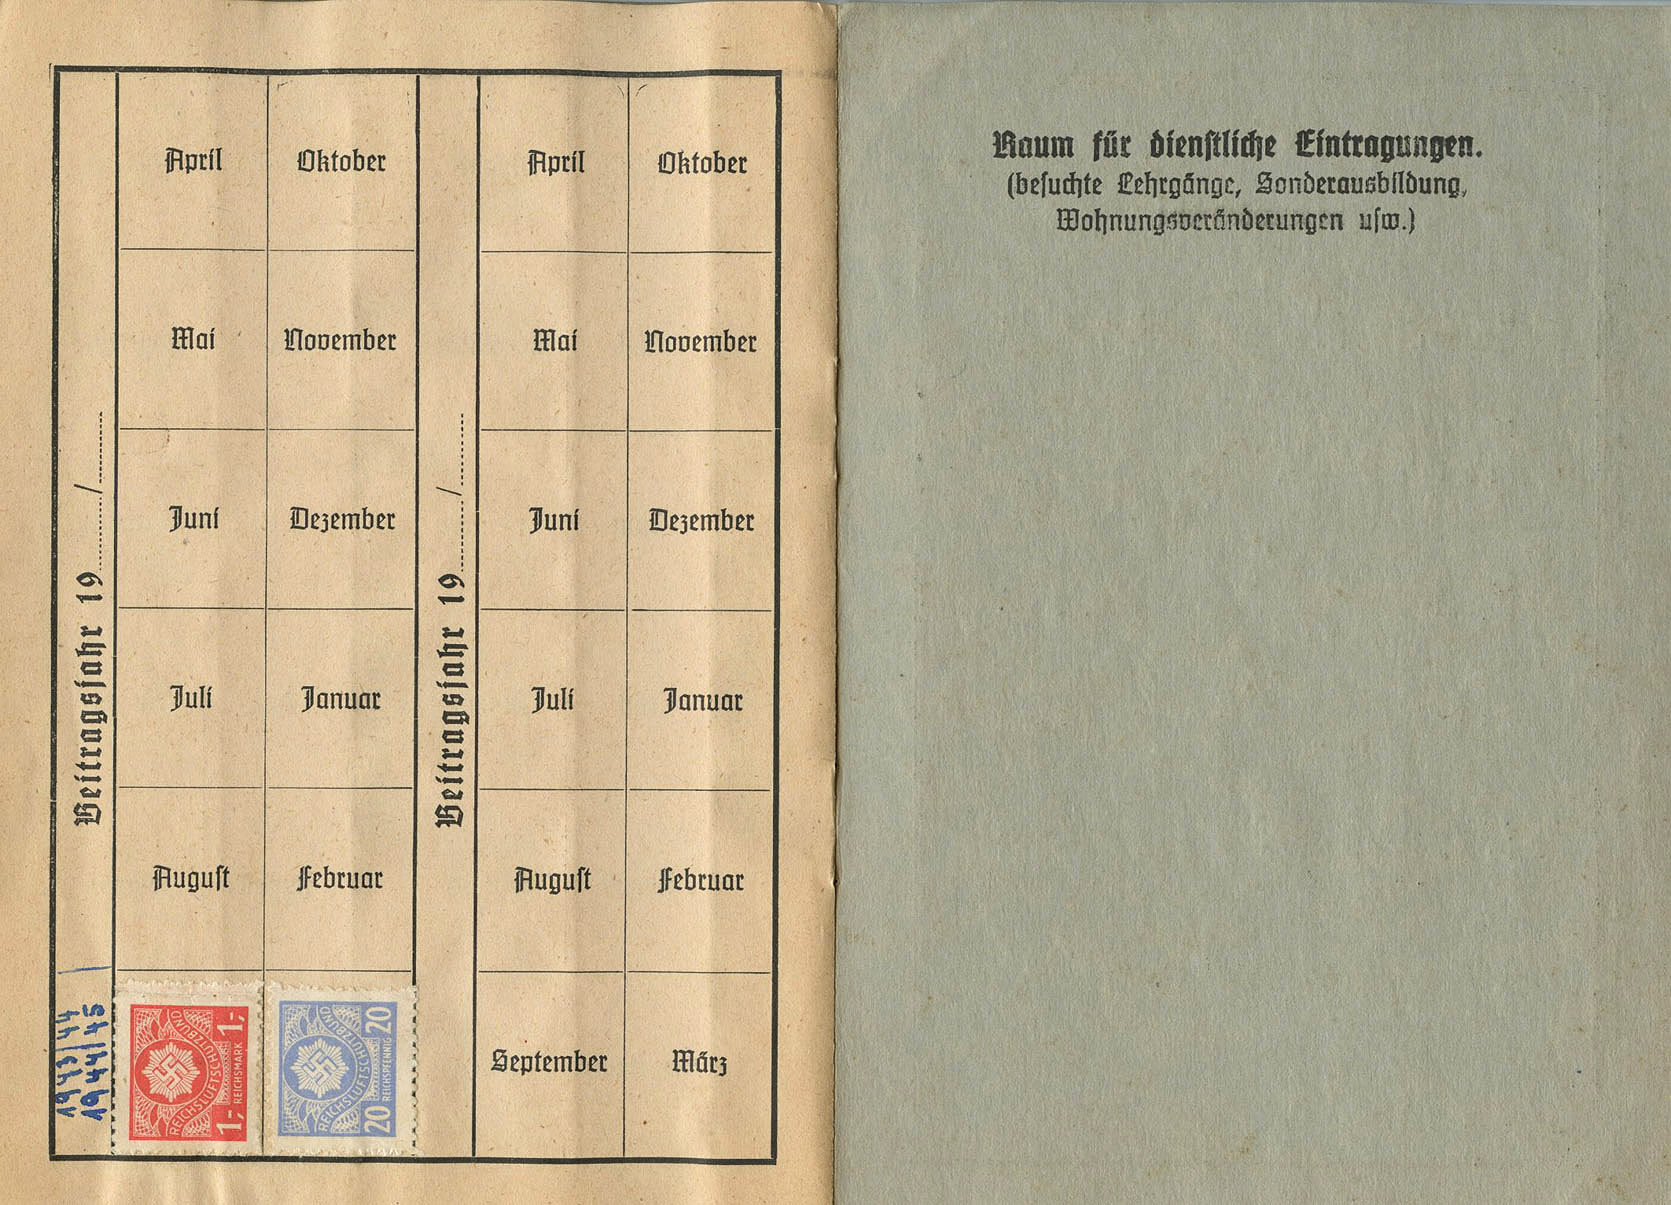 Beitragsjahr 19......../........
April Oktober
Mai November
Juni Dezember
Juli Januar
August Februar
1943/44
1944/45
REICHSLUFTSCHUTZBUND
1,- REICHSMARK 1,-
REICHSLUFTSCHUTZBUND
20 REICHSPFENNIG 20
Beitragsjahr 19......../........
April Oktober
Mai November
Juni Dezember
Juli Januar
August Februar
September März
Raum für dienstliche Eintragungen.
(besuchte Lehrgänge, Sonderausbildung,
Wohnungsveränderungen usw.)